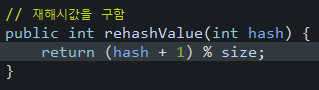 // 재해시값을 구함
public int rehashValue(int hash) {
    return (hash + 1) % size;
}